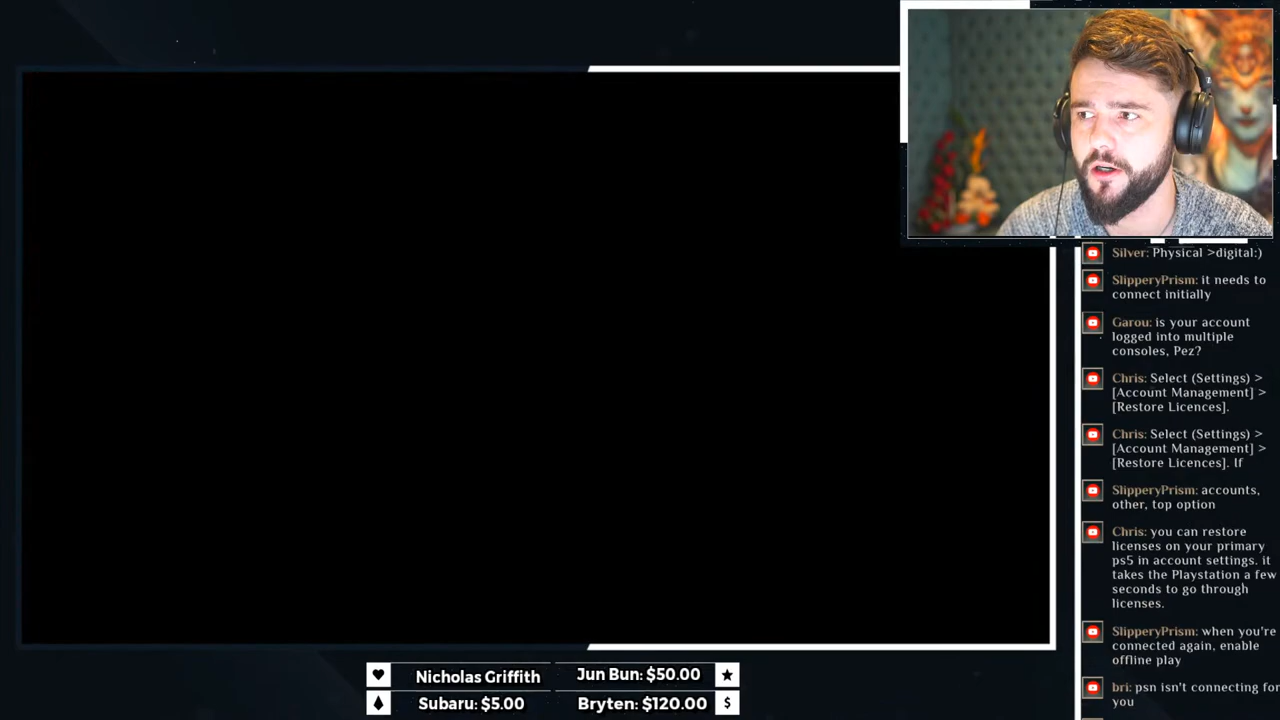 Silver: Physical >digital:)
SlipperyPrism: it needs to
connect initially
Garou: is your account
logged into multiple
consoles, Pez?
Chris: Select (Settings) >
[Account Management] >
[Restore Licences].
Chris: Select (Settings) >
[Account Management] >
[Restore Licences]. If
SlipperyPrism: accounts,
other, top option
Chris: you can restore
licenses on your primary
ps5 in account settings. it
takes the Playstation a few
seconds to go through
licenses.
SlipperyPrism: when you're
connected again, enable
offline play
bri: psn isn't connecting for
you
Nicholas Griffith
Jun Bun: $50.00
Subaru: $5.00
Bryten: $120.00
$